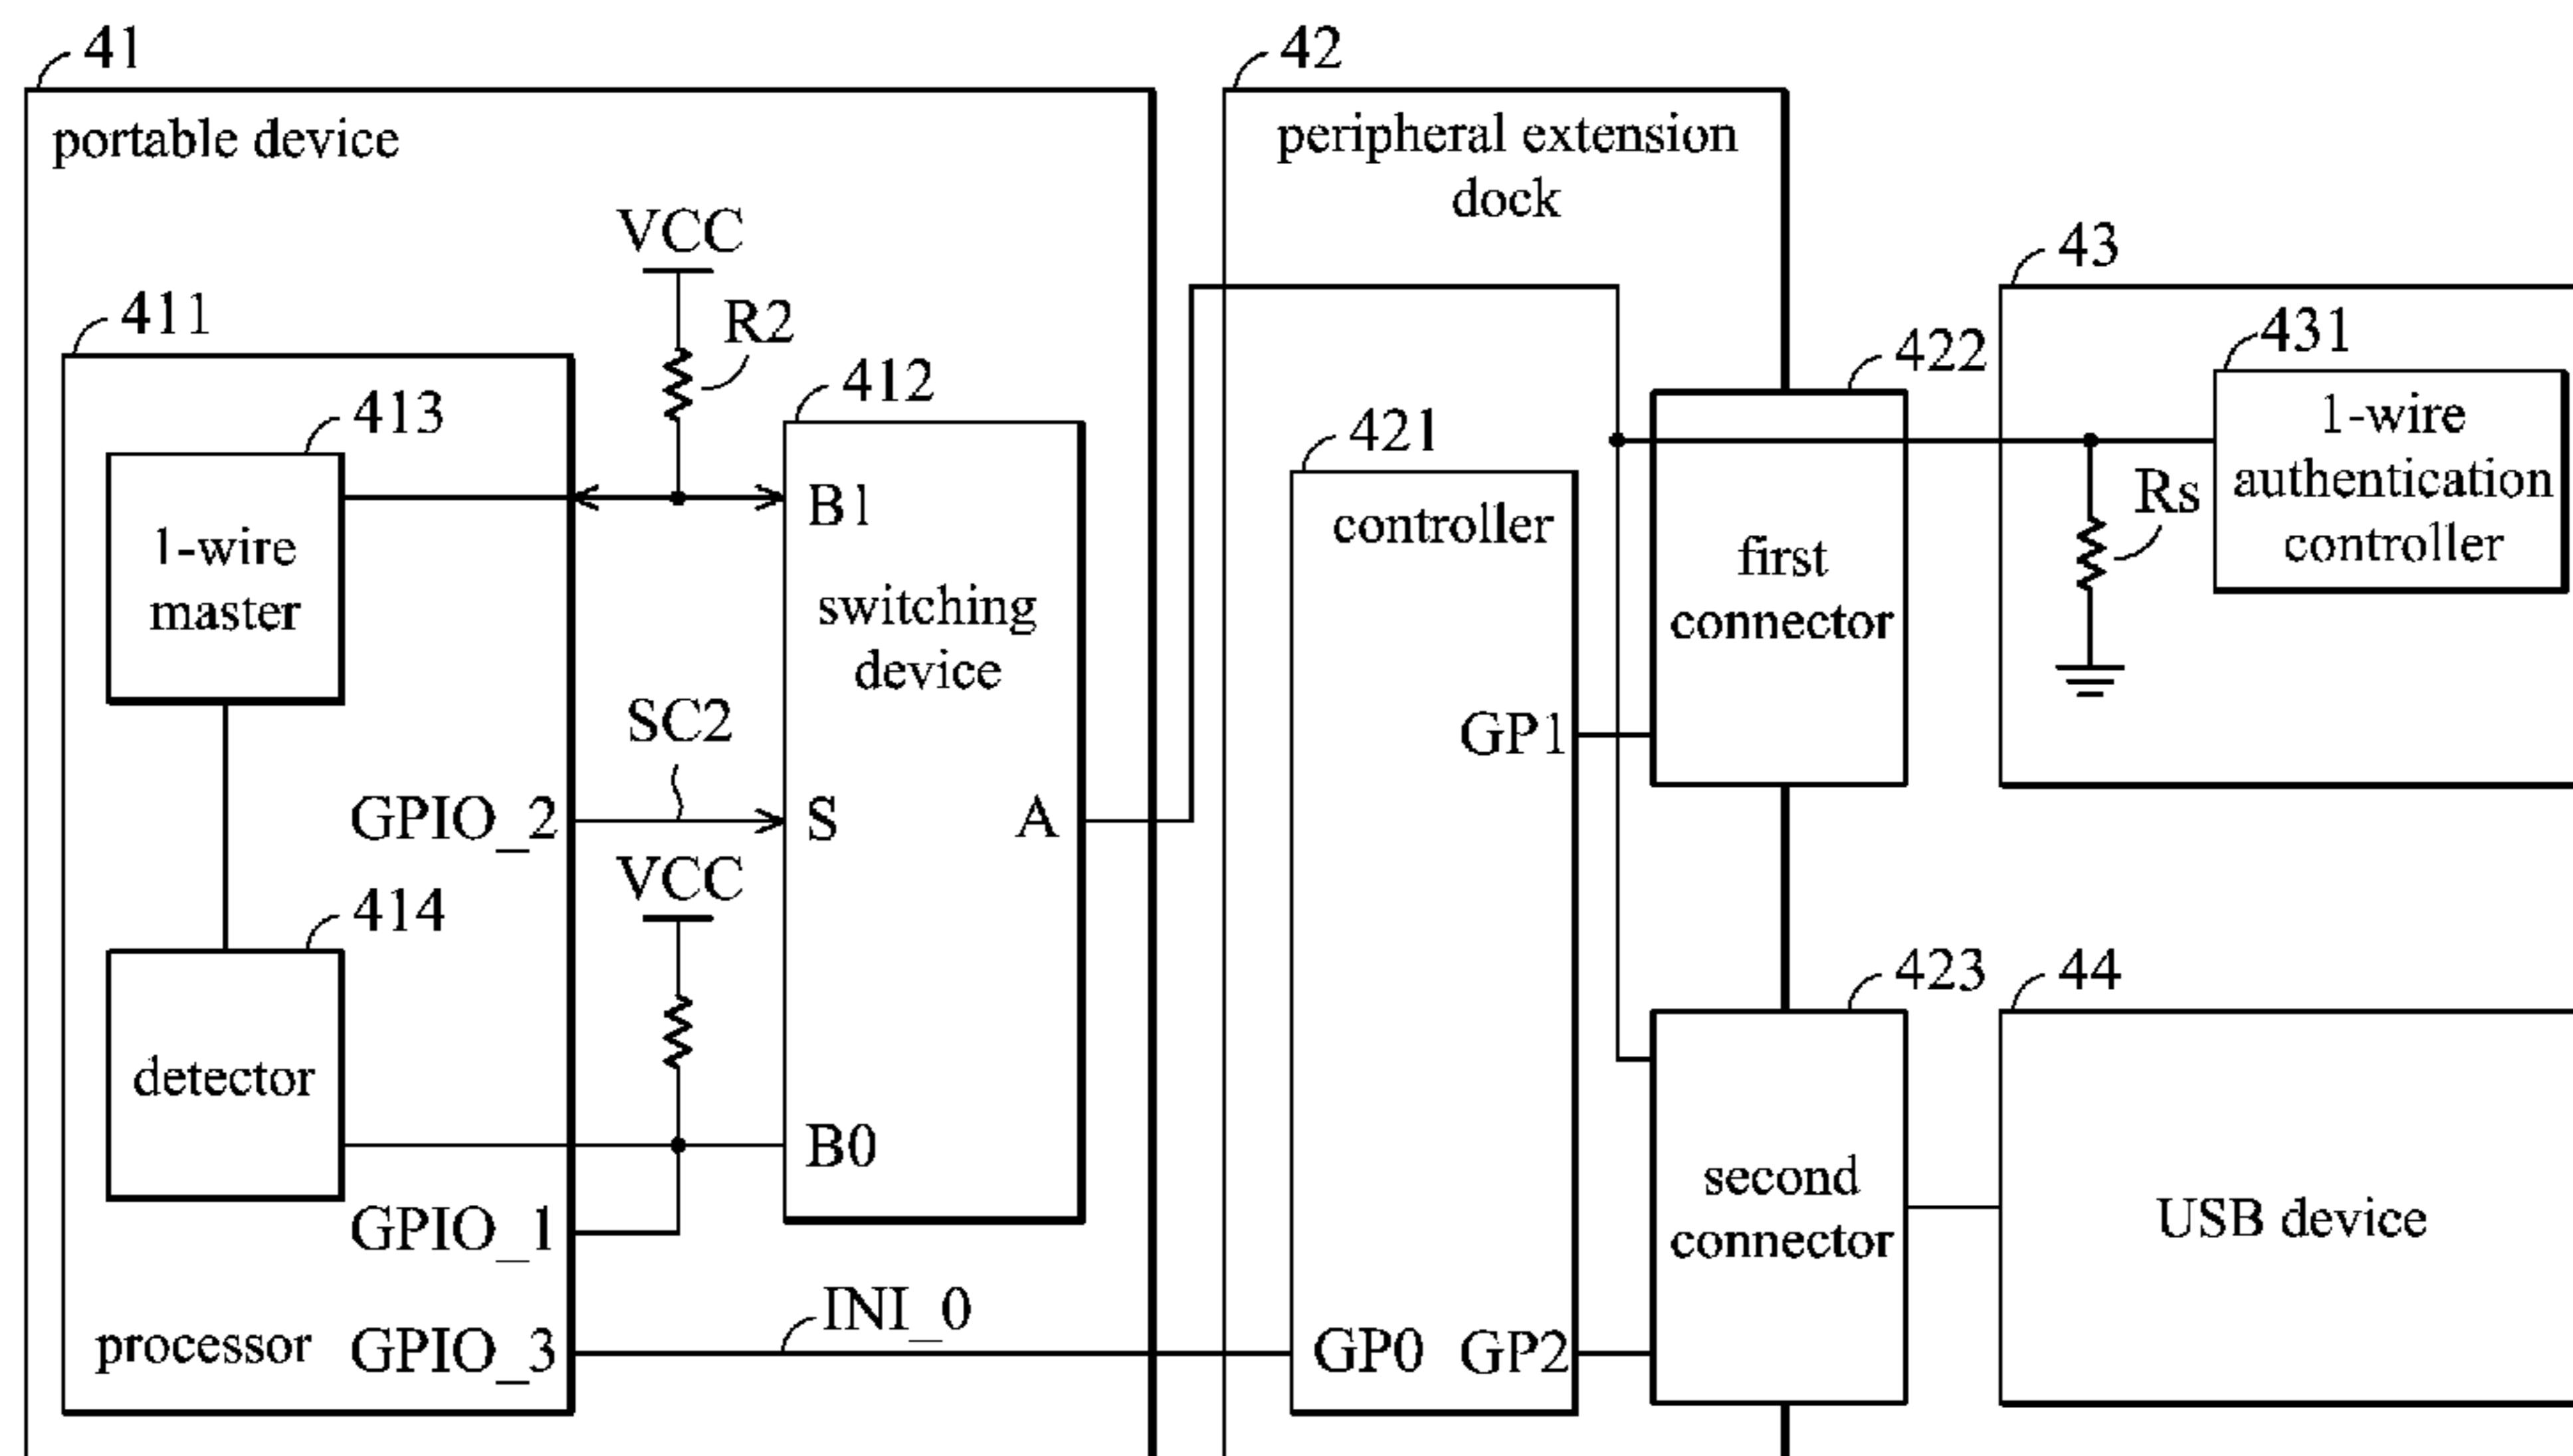 41
portable device
411
413
1-wire
master
414
detector
GPIO_2
GPIO_1
processor
GPIO_3
VCC
R2
SC2
VCC
INI_0
412
B1
switching
device
S
A
B0
42
peripheral extension
dock
421
controller
GP1
GP0
GP2
422
first
connector
423
second
connector
43
431
1-wire
authentication
controller
Rs
44
USB device